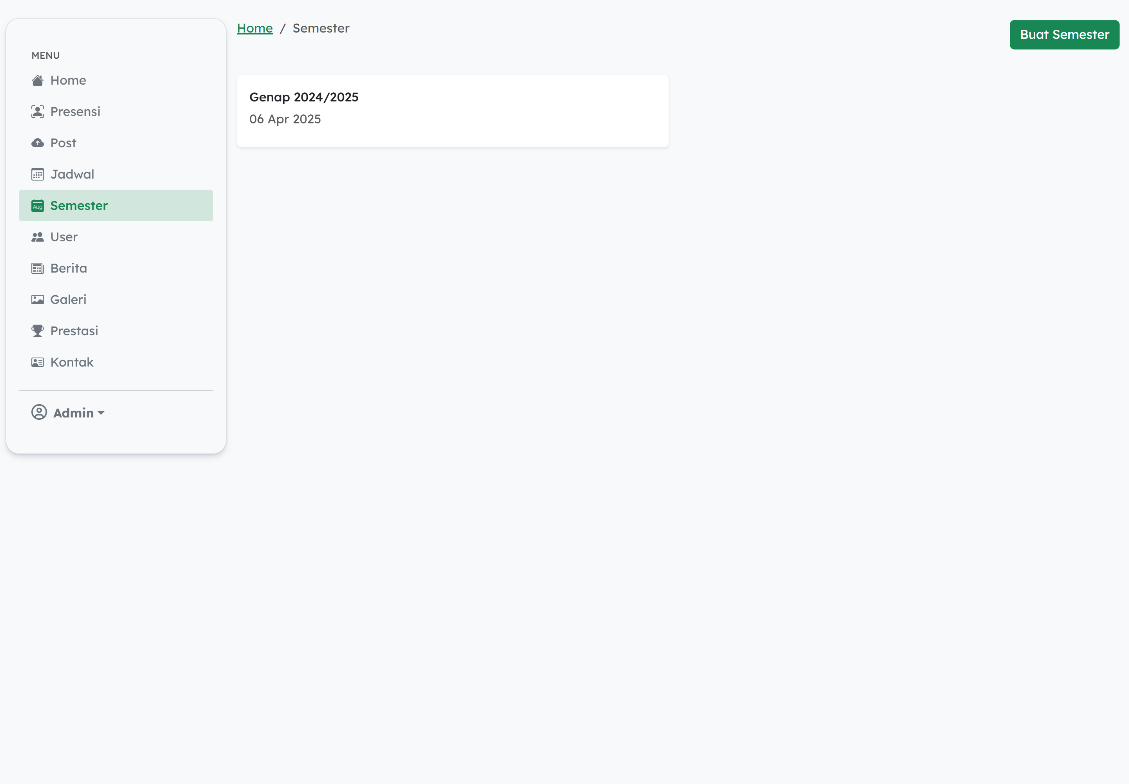 MENU
Home
Presensi
Post
Jadwal
Aug
Semester
User
Berita
Galeri
Prestasi
Kontak
Admin
Home / Semester
Buat Semester
Genap 2024/2025
06 Apr 2025